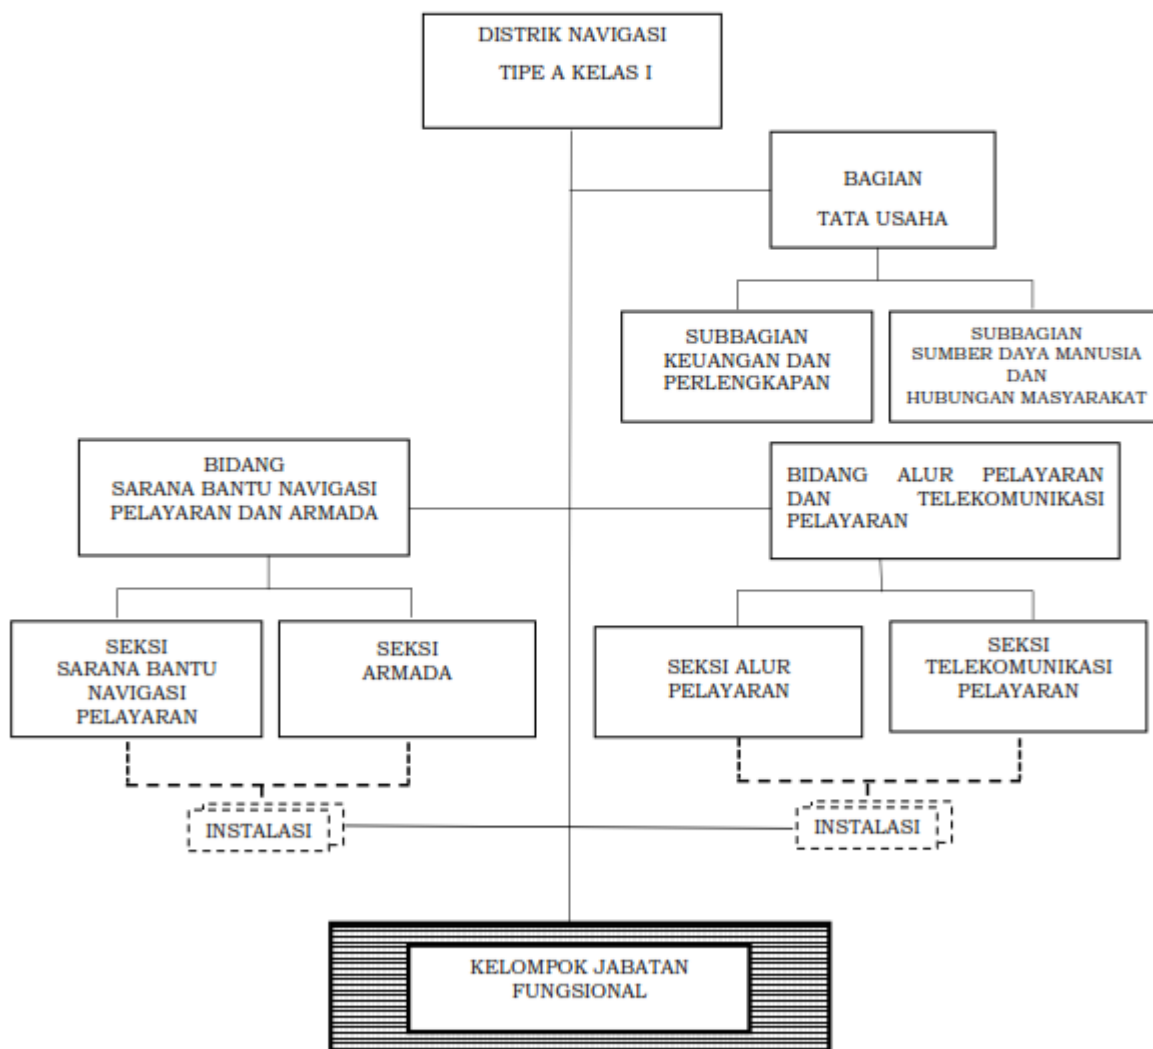 DISTRIK NAVIGASI
TIPE A KELAS I
BAGIAN
TATA USAHA
SUBBAGIAN
KEUANGAN DAN
PERLENGKAPAN
SUBBAGIAN
SUMBER DAYA MANUSIA
DAN
HUBUNGAN MASYARAKAT
BIDANG
SARANA BANTU NAVIGASI
PELAYARAN DAN ARMADA
BIDANG ALUR PELAYARAN
DAN TELEKOMUNIKASI
PELAYARAN
SEKSI
SARANA BANTU
NAVIGASI
PELAYARAN
SEKSI
ARMADA
SEKSI ALUR
PELAYARAN
SEKSI
TELEKOMUNIKASI
PELAYARAN
INSTALASI
INSTALASI
KELOMPOK JABATAN
FUNGSIONAL